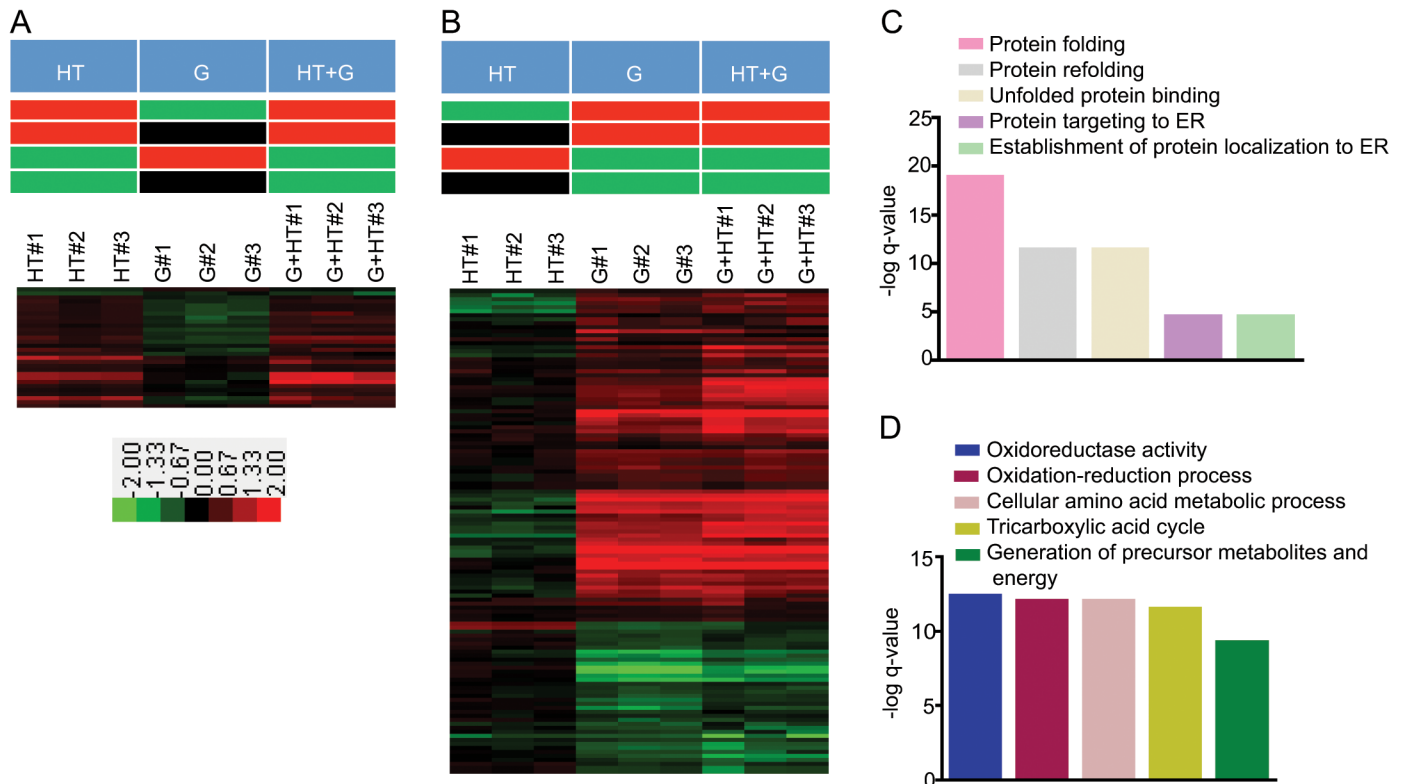 A
HT G HT+G
HT#1 HT#2 HT#3 G#1 G#2 G#3 G+HT#1 G+HT#2 G+HT#3
-2.00 -1.33 -0.67 0.00 0.67 1.33 2.00
B
HT G HT+G
HT#1 HT#2 HT#3 G#1 G#2 G#3 G+HT#1 G+HT#2 G+HT#3
C
Protein folding
Protein refolding
Unfolded protein binding
Protein targeting to ER
Establishment of protein localization to ER
-log q-value
25
20
15
10
5
0
D
Oxidoreductase activity
Oxidation-reduction process
Cellular amino acid metabolic process
Tricarboxylic acid cycle
Generation of precursor metabolites and
energy
-log q-value
15
10
5
0